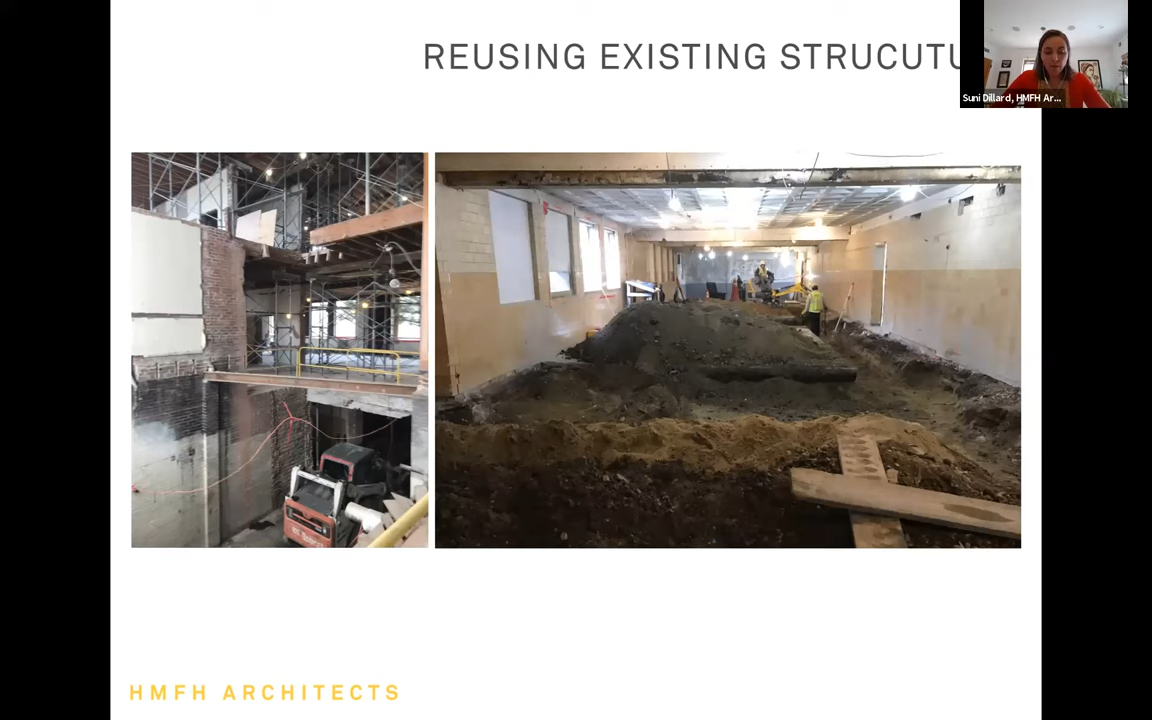 REUSING EXISTING STRUCUTU
Suni Dillard, HMFH Ar...
HMFH ARCHITECTS